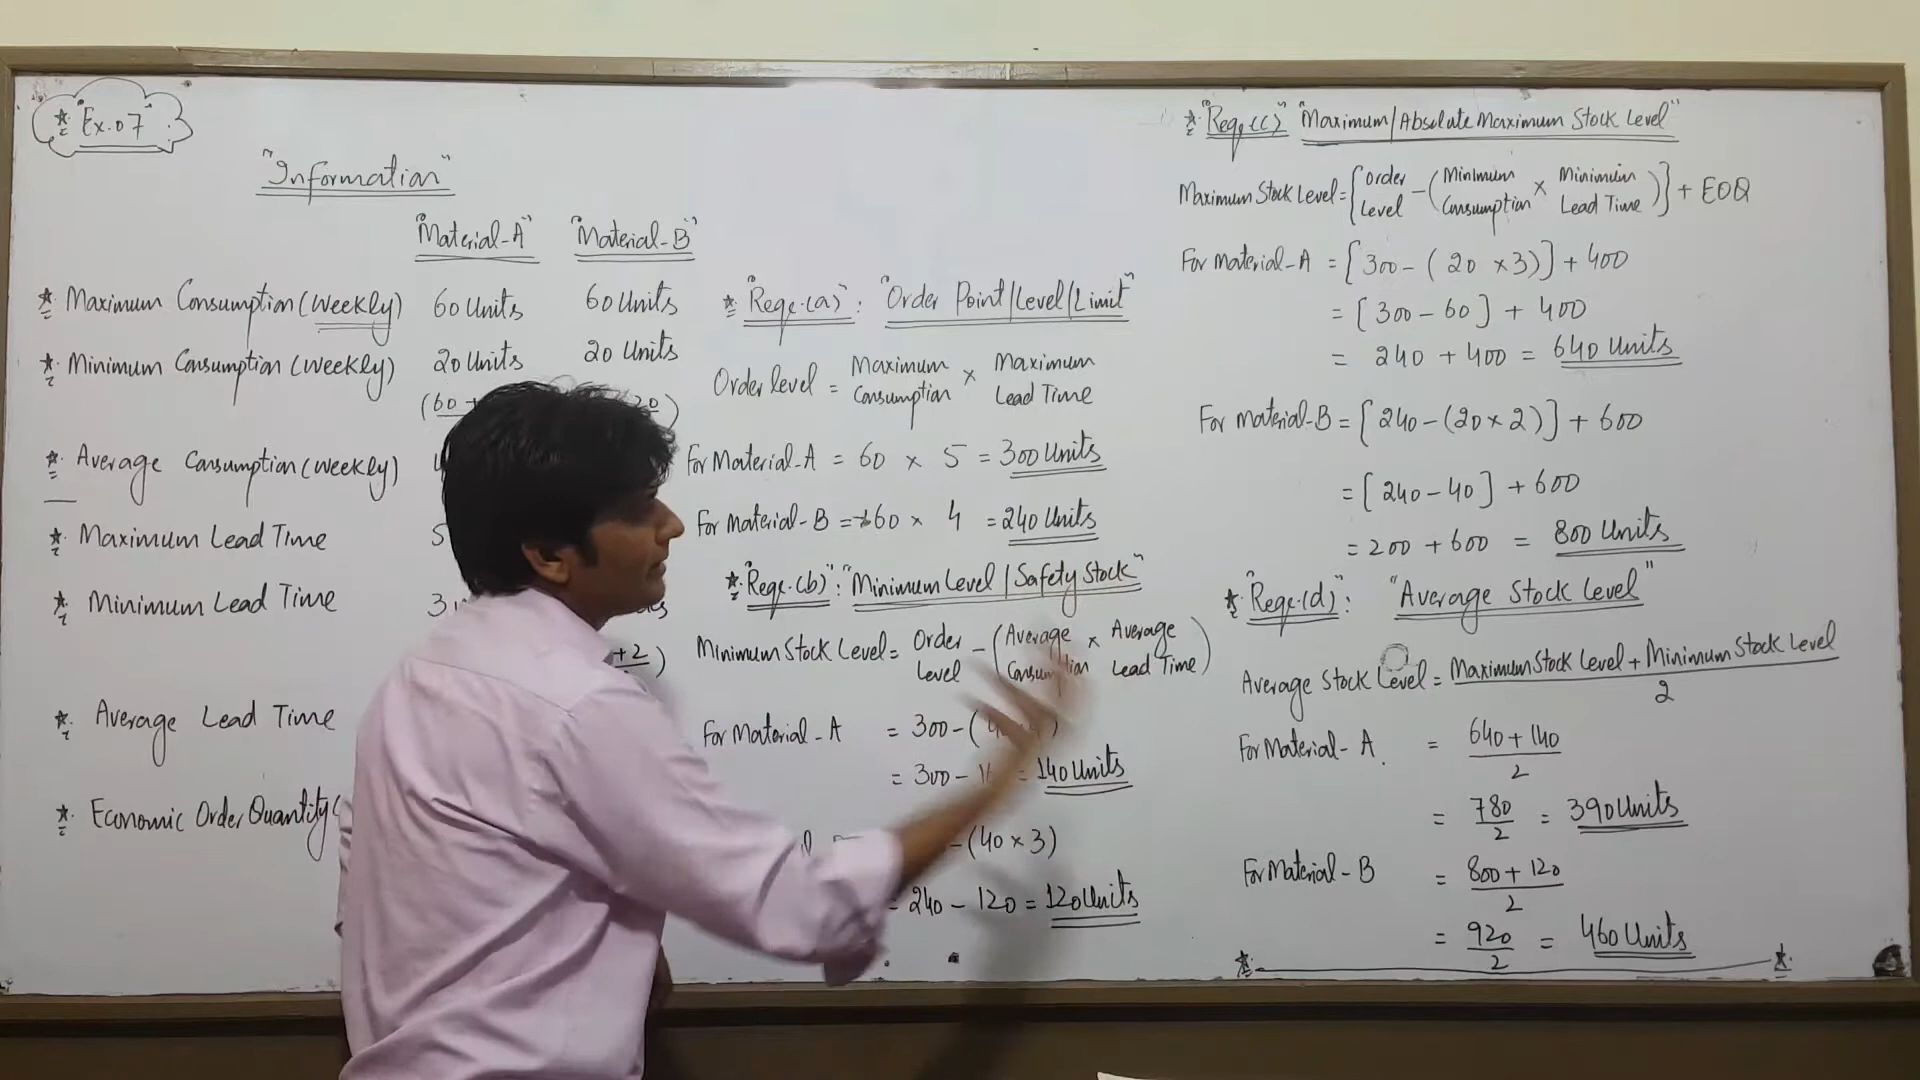 "Ex.07"
"Information"
"Material-A" "Material-B"
Maximum Consumption (Weekly) 60 Units 60 Units
Minimum Consumption (Weekly) 20 Units 20 Units
(60 + 20)
Average Consumption (Weekly)
Maximum Lead Time 5
Minimum Lead Time 3
+2)
Average Lead Time
Economic Order Quantity (
"Reqr.(a)": "Order Point/Level/Limit"
Order level = Maximum Consumption × Maximum Lead Time
For Material-A = 60 × 5 = 300 Units
For Material-B = 60 × 4 = 240 Units
"Reqr.(b)": "Minimum Level/Safety Stock"
Minimum Stock Level = Order Level - (Average Consumption × Average Lead Time)
For Material-A = 300 - (
= 300 - 1 = 140 Units
- (40 × 3)
= 240 - 120 = 120 Units
"Reqr(c)" "Maximum/Absolute Maximum Stock Level"
Maximum Stock Level = [Order Level - (Minimum Consumption × Minimum Lead Time)] + EOQ
For Material-A = [300 - (20 × 3)] + 400
= [300 - 60] + 400
= 240 + 400 = 640 Units
For Material-B = [240 - (20 × 2)] + 600
= [240 - 40] + 600
= 200 + 600 = 800 Units
"Reqr.(d)": "Average Stock Level"
Average Stock Level = Maximum Stock Level + Minimum Stock Level
2
For Material-A = 640 + 140
2
= 780/2 = 390 Units
For Material-B = 800 + 120
2
= 920/2 = 460 Units